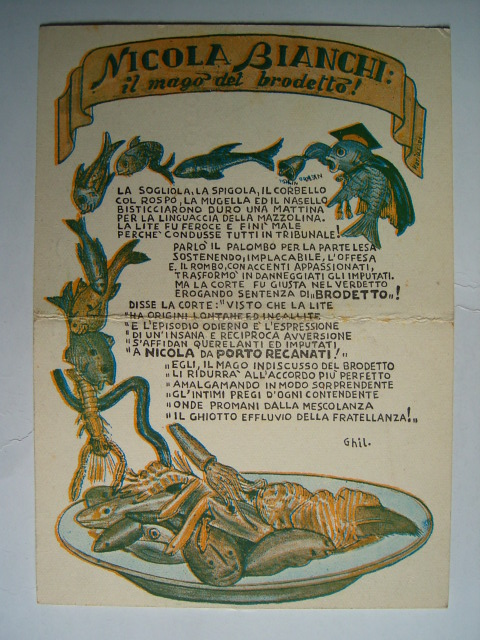 NICOLA BIANCHI:
il mago del brodetto!
LA SOGLIOLA, LA SPIGOLA, IL CORBELLO
COL ROSPO, LA MUGELLA ED IL NASELLO
BISTICCIARONO DURO UNA MATTINA
PER LA LINGUACCIA DELLA MAZZOLINA.
LA LITE FU FEROCE E FINI' MALE
PERCHE' CONDUSSE TUTTI IN TRIBUNALE!
PARLO' IL PALOMBO PER LA PARTE LESA
SOSTENENDO, IMPLACABILE, L'OFFESA
E IL ROMBO, CON ACCENTI APPASSIONATI,
TRASFORMO' IN DANNEGGIATI GLI IMPUTATI.
MA LA CORTE FU GIUSTA NEL VERDETTO
EROGANDO SENTENZA DI "BRODETTO"!
DISSE LA CORTE: "VISTO CHE LA LITE
"HA ORIGINI LONTANE ED INCALLITE
"E L'EPISODIO ODIERNO E' L'ESPRESSIONE
"DI UN'INSANA E RECIPROCA AVVERSIONE
"S'AFFIDAN QUERELANTI ED IMPUTATI,
"A NICOLA DA PORTO RECANATI!"
"EGLI, IL MAGO INDISCUSSO DEL BRODETTO
"LI RIDURRA' ALL'ACCORDO PIU' PERFETTO
"AMALGAMANDO IN MODO SORPRENDENTE
"GL'INTIMI PREGI D'OGNI CONTENDENTE
"ONDE PROMANI DALLA MESCOLANZA
"IL GHIOTTO EFFLUVIO DELLA FRATELLANZA!"
Ghil.